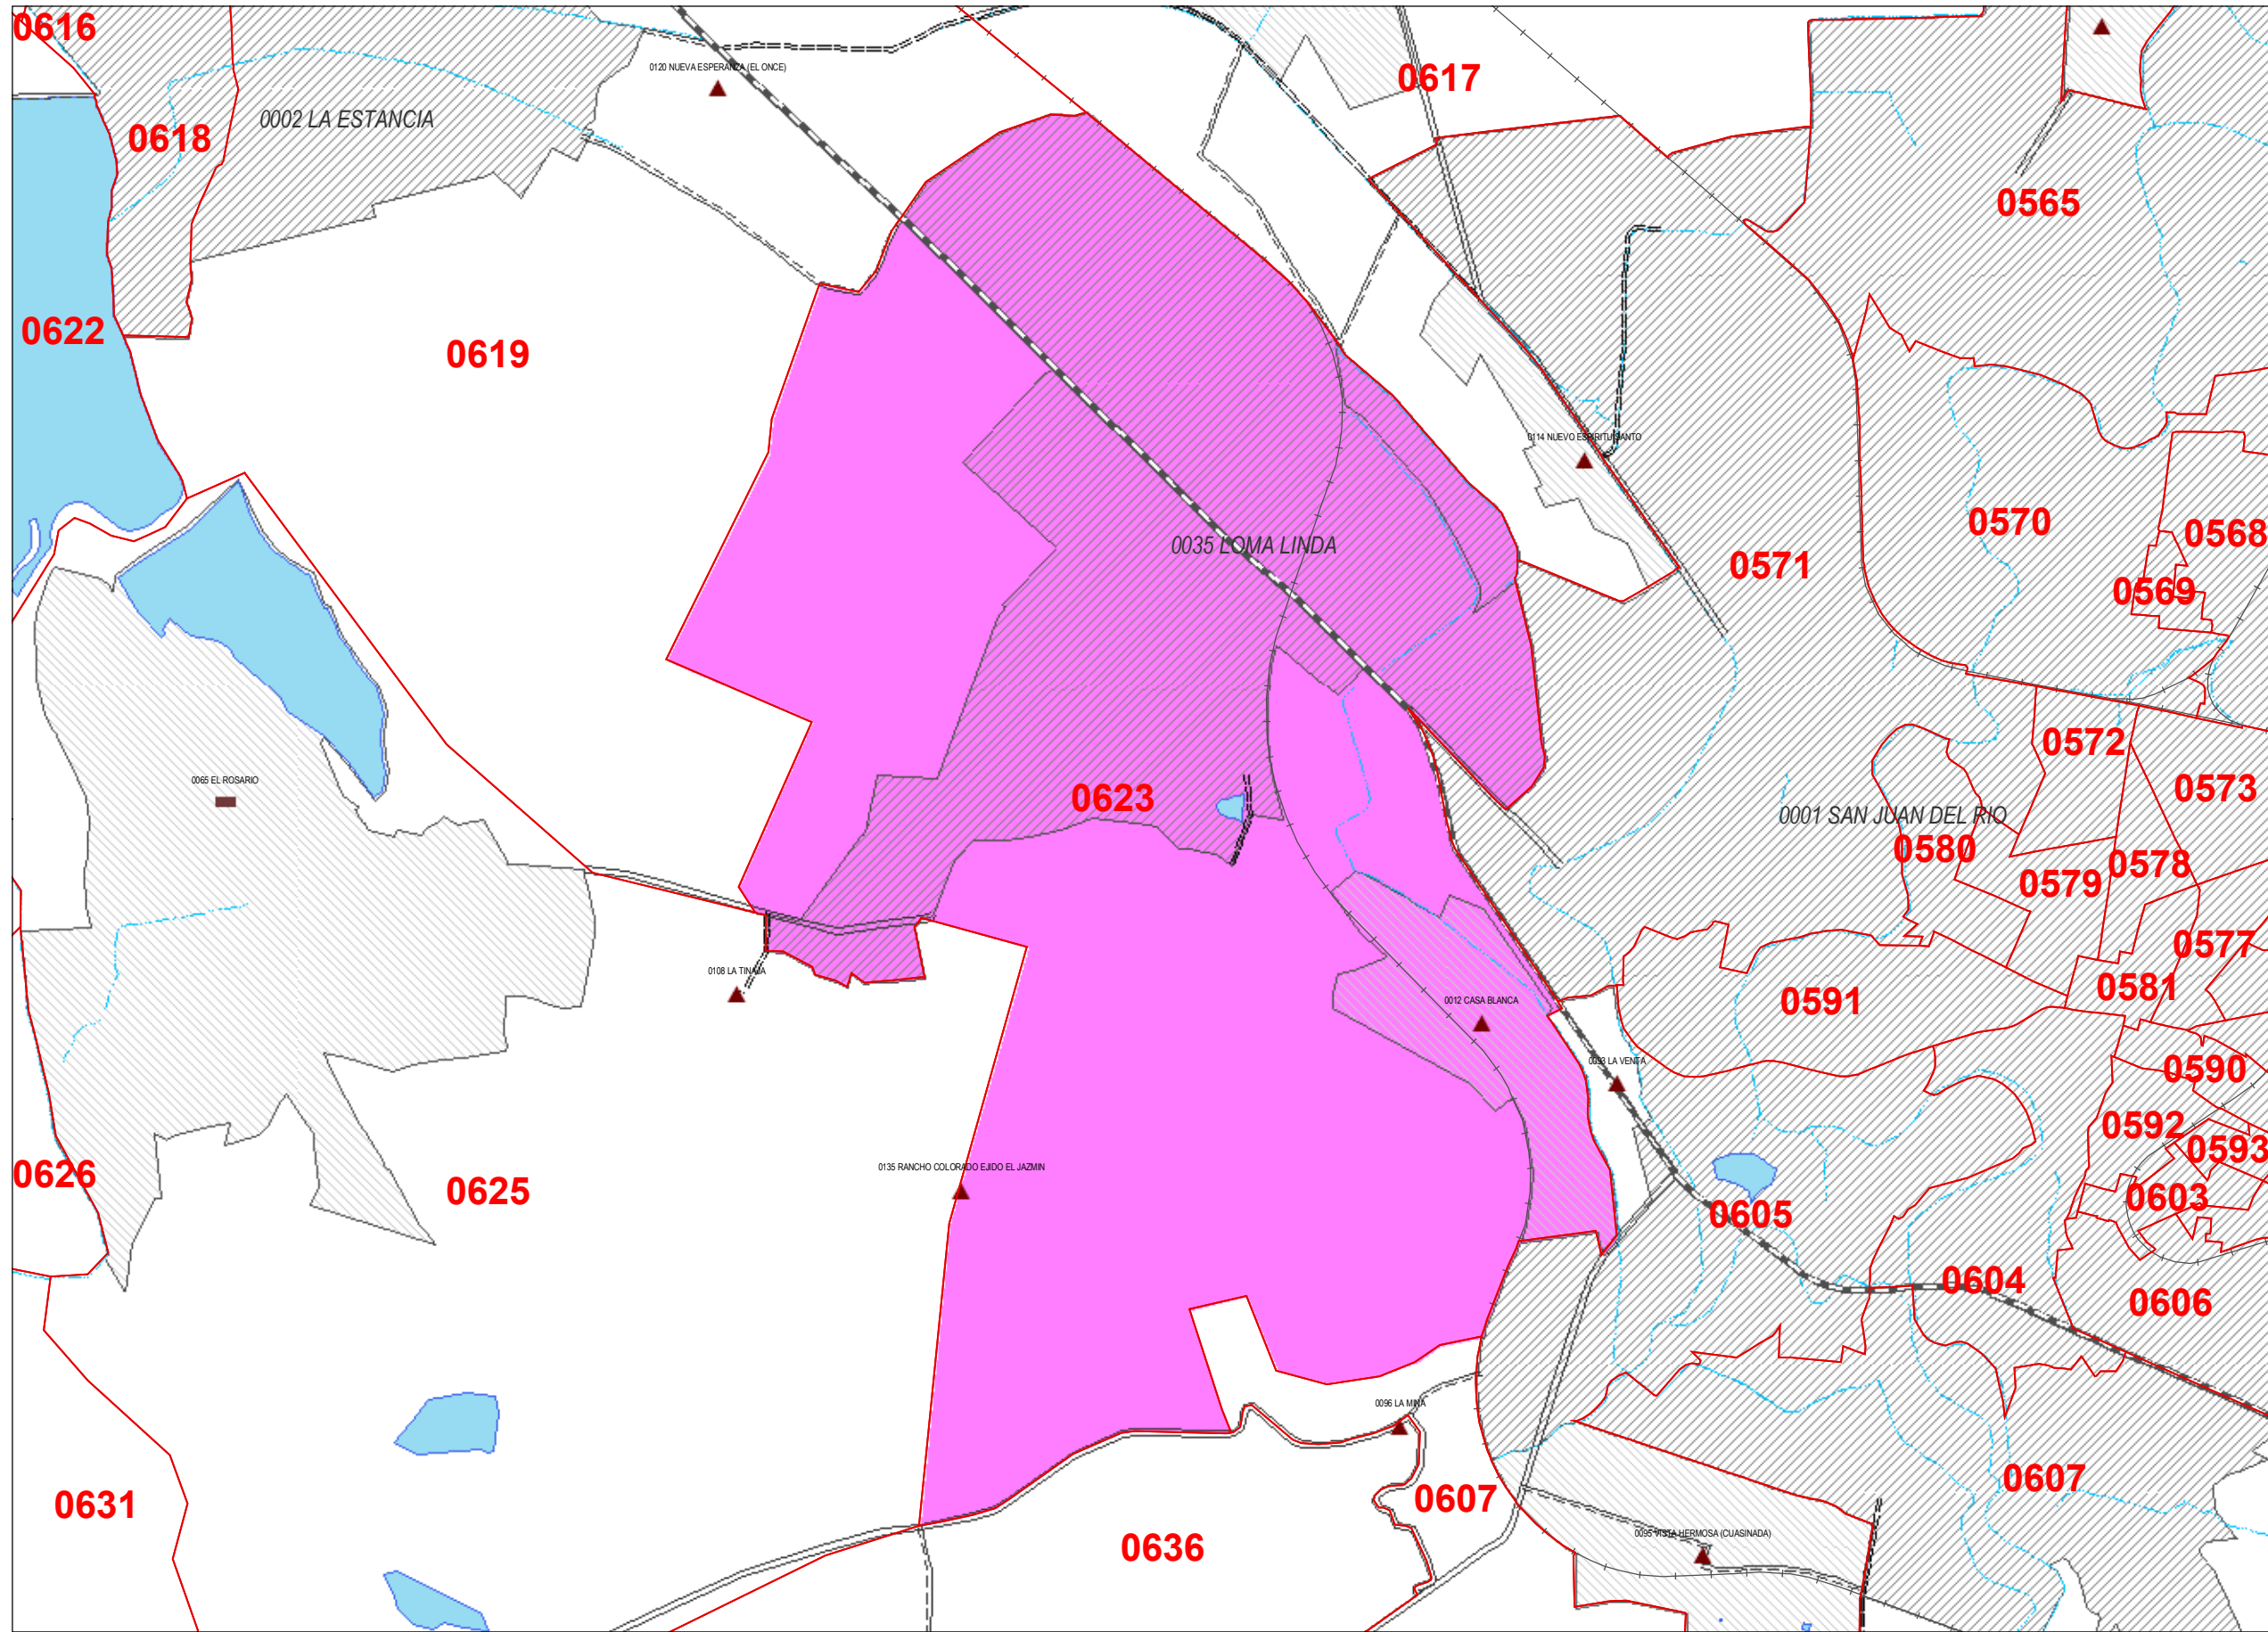 0616
0120 NUEVA ESPERANZA (EL ONCE)
0617
0002 LA ESTANCIA
0618
0565
0622
0619
0114 NUEVO ESPIRITU SANTO
0570
0568
0035 LOMA LINDA
0571
0569
0572
0065 EL ROSARIO
0623
0573
0001 SAN JUAN DEL RIO
0580
0578
0579
0577
0108 LA TINAJA
0581
0012 CASA BLANCA
0591
0093 LA VENTA
0590
0592
0593
0135 RANCHO COLORADO EJIDO EL JAZMIN
0626
0625
0603
0605
0604
0606
0096 LA MINA
0607
0607
0631
0095 VISTA HERMOSA (CUASINADA)
0636